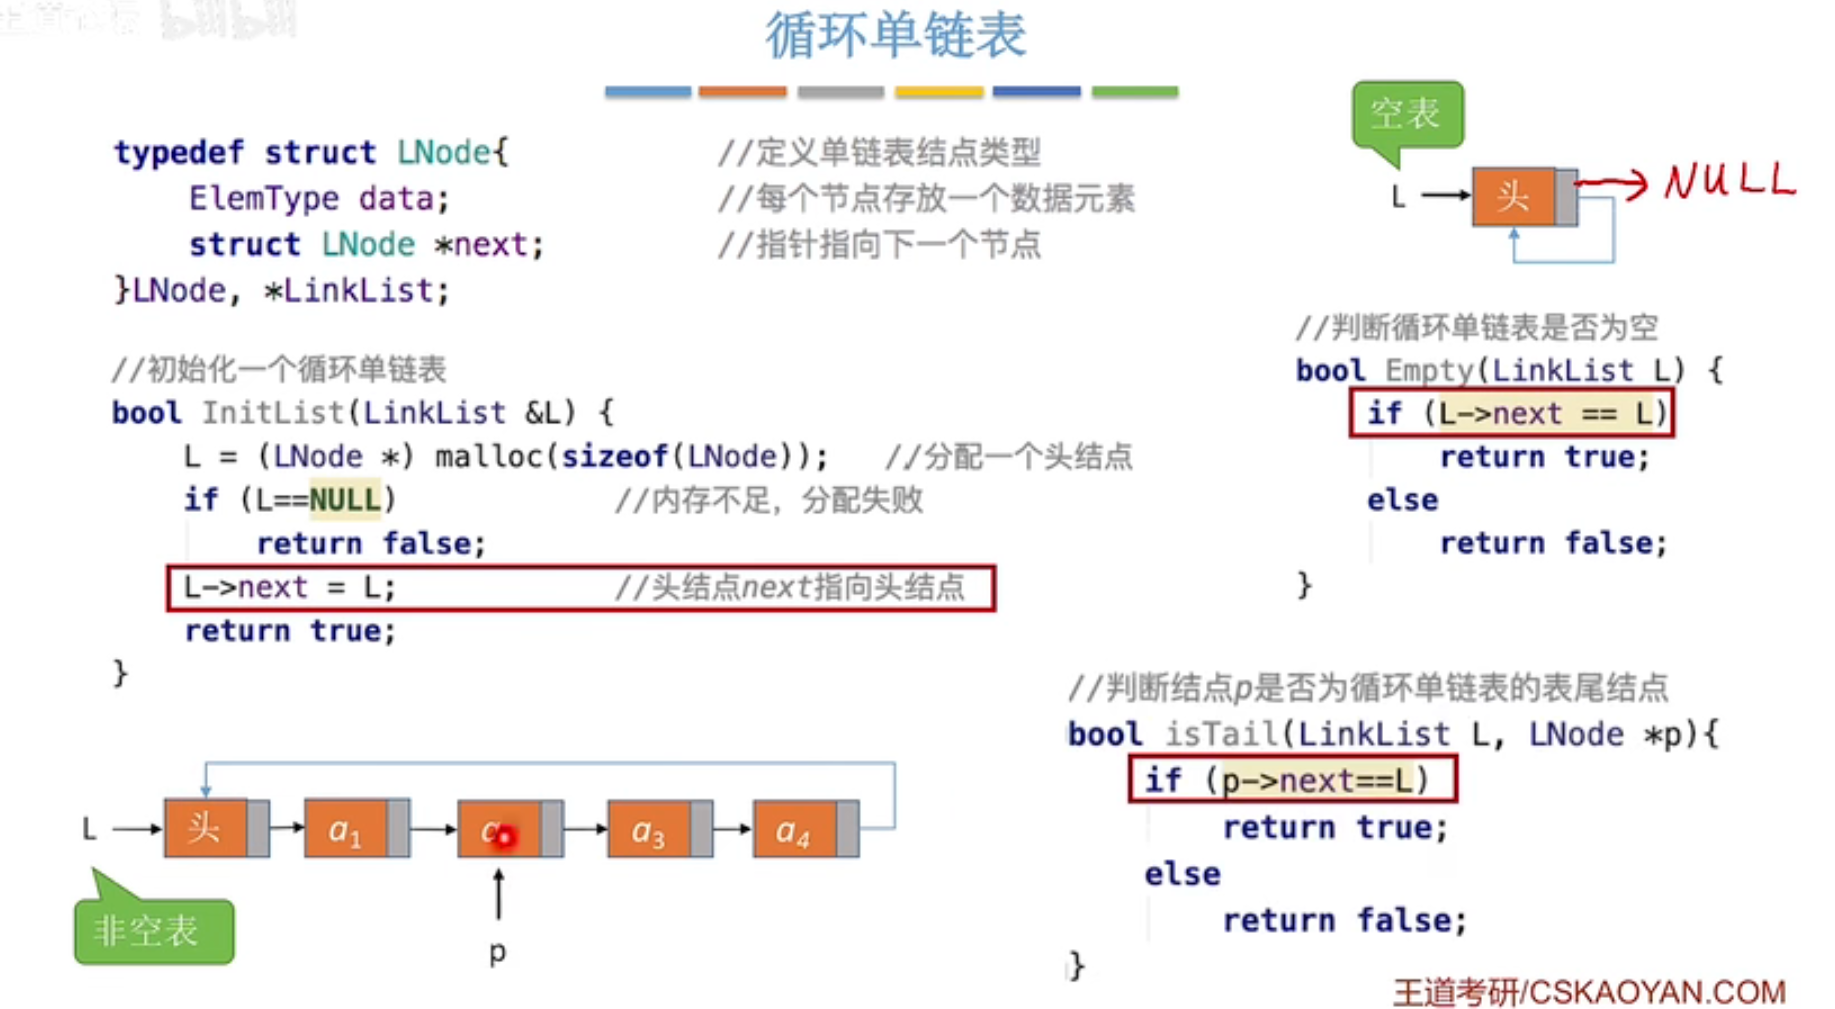 bilibili
循环单链表
typedef struct LNode{ //定义单链表结点类型
ElemType data; //每个节点存放一个数据元素
struct LNode *next; //指针指向下一个节点
}LNode, *LinkList;
//初始化一个循环单链表
bool InitList(LinkList &L) {
L = (LNode *) malloc(sizeof(LNode)); //分配一个头结点
if (L==NULL) //内存不足，分配失败
return false;
L->next = L; //头结点next指向头结点
return true;
}
空表
L
头
NULL
//判断循环单链表是否为空
bool Empty(LinkList L) {
if (L->next == L)
return true;
else
return false;
}
//判断结点p是否为循环单链表的表尾结点
bool isTail(LinkList L, LNode *p){
if (p->next==L)
return true;
else
return false;
}
L 头 a1 a3 a4
非空表
p
王道考研/CSKAOYAN.COM